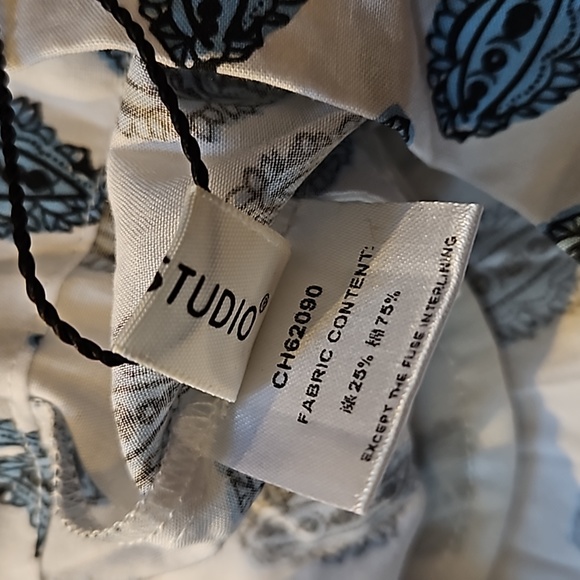 STUDIO®
CH62090
FABRIC CONTENT:
涤 25% 棉 75%
EXCEPT THE FUSE INTERLINING